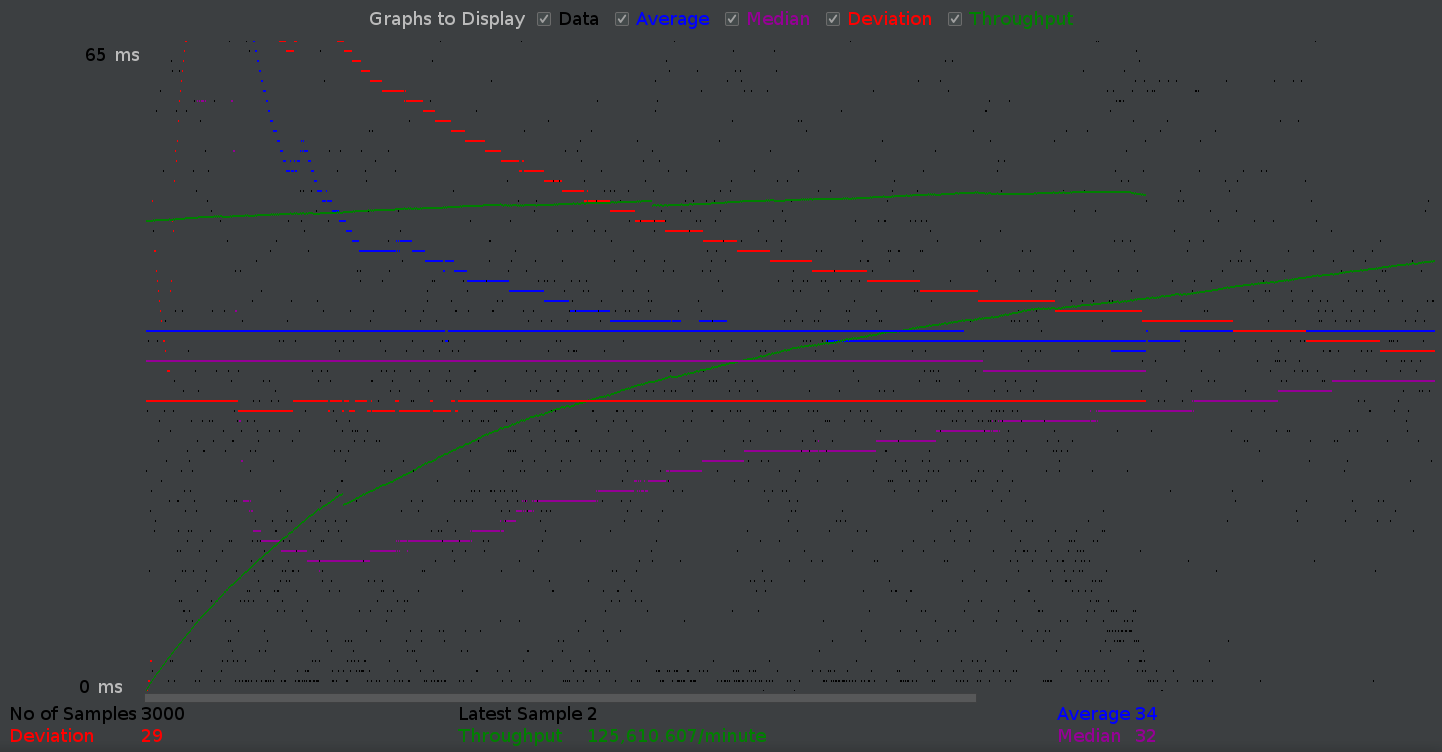 Graphs to Display Data Average Median Deviation Throughput
65 ms
0 ms
No of Samples 3000 Latest Sample 2 Average 34
Deviation 29 Throughput 125,610.607/minute Median 32